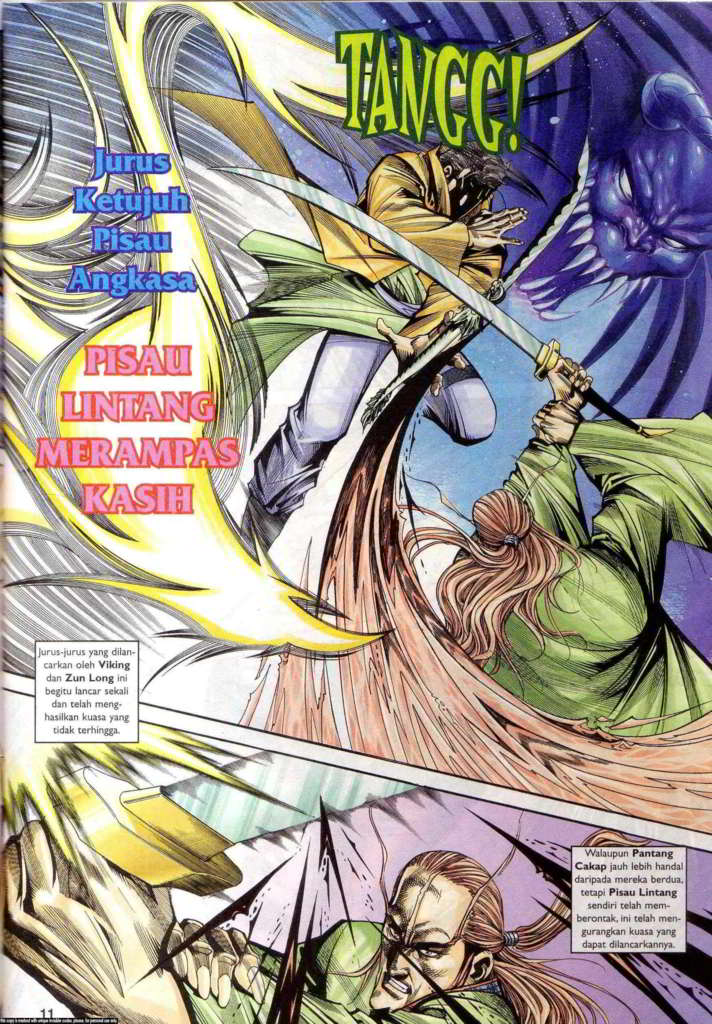 TANGG!
Jurus
Ketujuh
Pisau
Angkasa
PISAU
LINTANG
MERAMPAS
KASIH
Jurus-jurus yang dilan-
carkan oleh Viking
dan Zun Long ini
begitu lancar sekali
dan telah meng-
hasilkan kuasa yang
tidak terhingga.
Walaupun Pantang
Cakap jauh lebih handal
daripada mereka berdua,
tetapi Pisau Lintang
sendiri telah mem-
berontak, ini telah men-
gurangkan kuasa yang
dapat dilancarkannya.
11